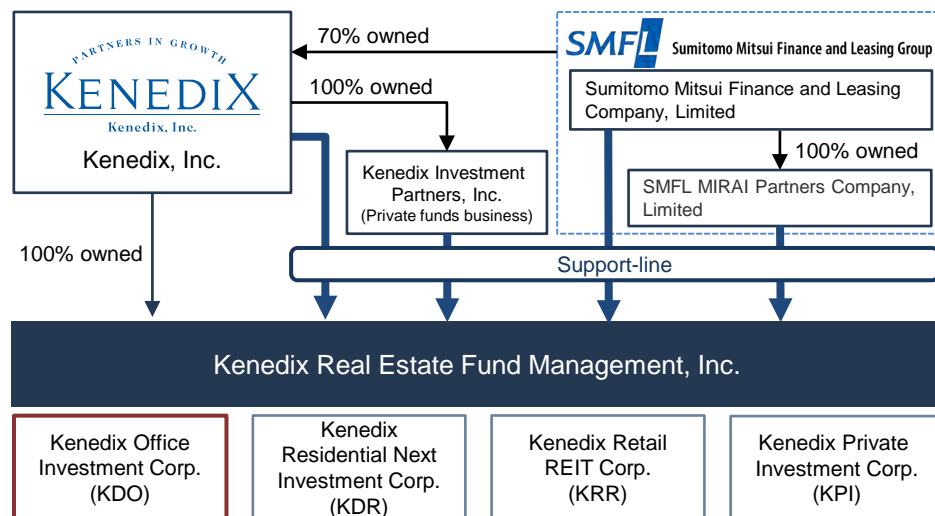 PARTNERS IN GROWTH
KENEDIX
Kenedix, Inc.
Kenedix, Inc.
70% owned
SMFL Sumitomo Mitsui Finance and Leasing Group
Sumitomo Mitsui Finance and Leasing
Company, Limited
100% owned
100% owned
Kenedix Investment
Partners, Inc.
(Private funds business)
SMFL MIRAI Partners Company,
Limited
100% owned
Support-line
Kenedix Real Estate Fund Management, Inc.
Kenedix Office
Investment Corp.
(KDO)
Kenedix
Residential Next
Investment Corp.
(KDR)
Kenedix Retail
REIT Corp.
(KRR)
Kenedix Private
Investment Corp.
(KPI)